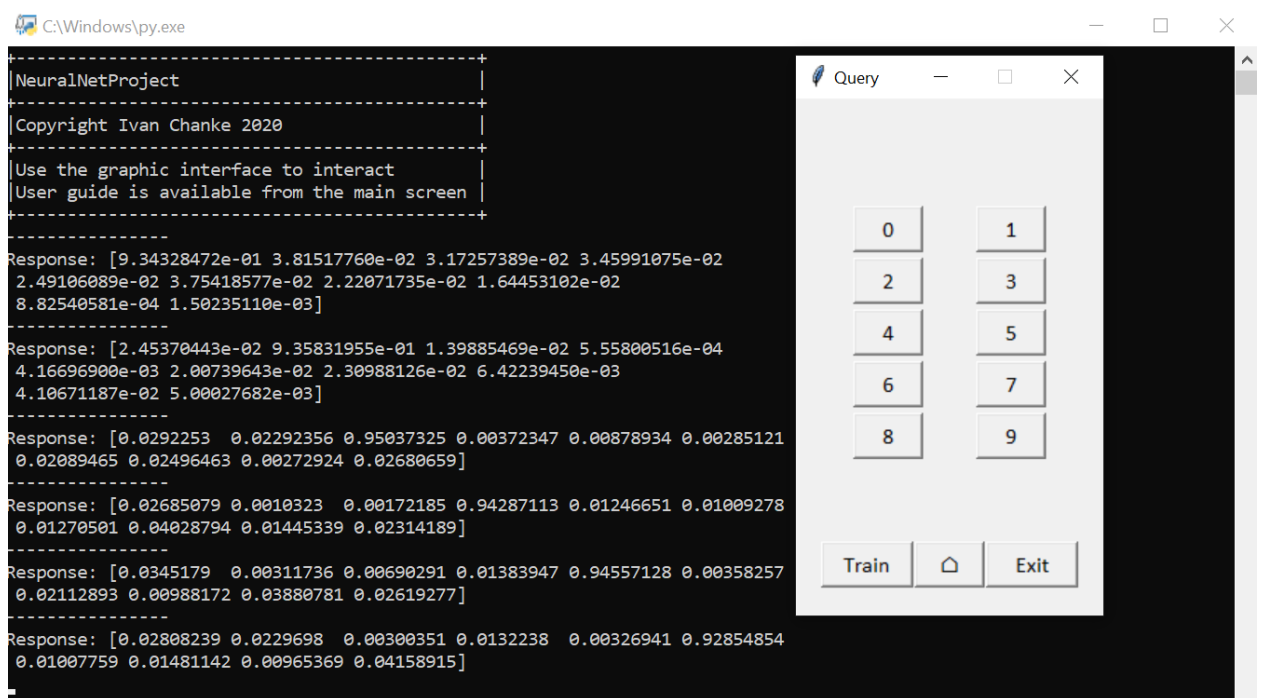 C:\Windows\py.exe
+---------------------------------------------+
|NeuralNetProject |
+---------------------------------------------+
|Copyright Ivan Chanke 2020 |
+---------------------------------------------+
|Use the graphic interface to interact |
|User guide is available from the main screen |
+---------------------------------------------+
----------------
Response: [9.34328472e-01 3.81517760e-02 3.17257389e-02 3.45991075e-02
2.49106089e-02 3.75418577e-02 2.22071735e-02 1.64453102e-02
8.82540581e-04 1.50235110e-03]
----------------
Response: [2.45370443e-02 9.35831955e-01 1.39885469e-02 5.55800516e-04
4.16696900e-03 2.00739643e-02 2.30988126e-02 6.42239450e-03
4.10671187e-02 5.00027682e-03]
----------------
Response: [0.0292253  0.02292356 0.95037325 0.00372347 0.00878934 0.00285121
0.02089465 0.02496463 0.00272924 0.02680659]
----------------
Response: [0.02685079 0.0010323  0.00172185 0.94287113 0.01246651 0.01009278
0.01270501 0.04028794 0.01445339 0.02314189]
----------------
Response: [0.0345179  0.00311736 0.00690291 0.01383947 0.94557128 0.00358257
0.02112893 0.00988172 0.03880781 0.02619277]
----------------
Response: [0.02808239 0.0229698  0.00300351 0.0132238  0.00326941 0.92854854
0.01007759 0.01481142 0.00965369 0.04158915]
Query
0 1
2 3
4 5
6 7
8 9
Train Exit